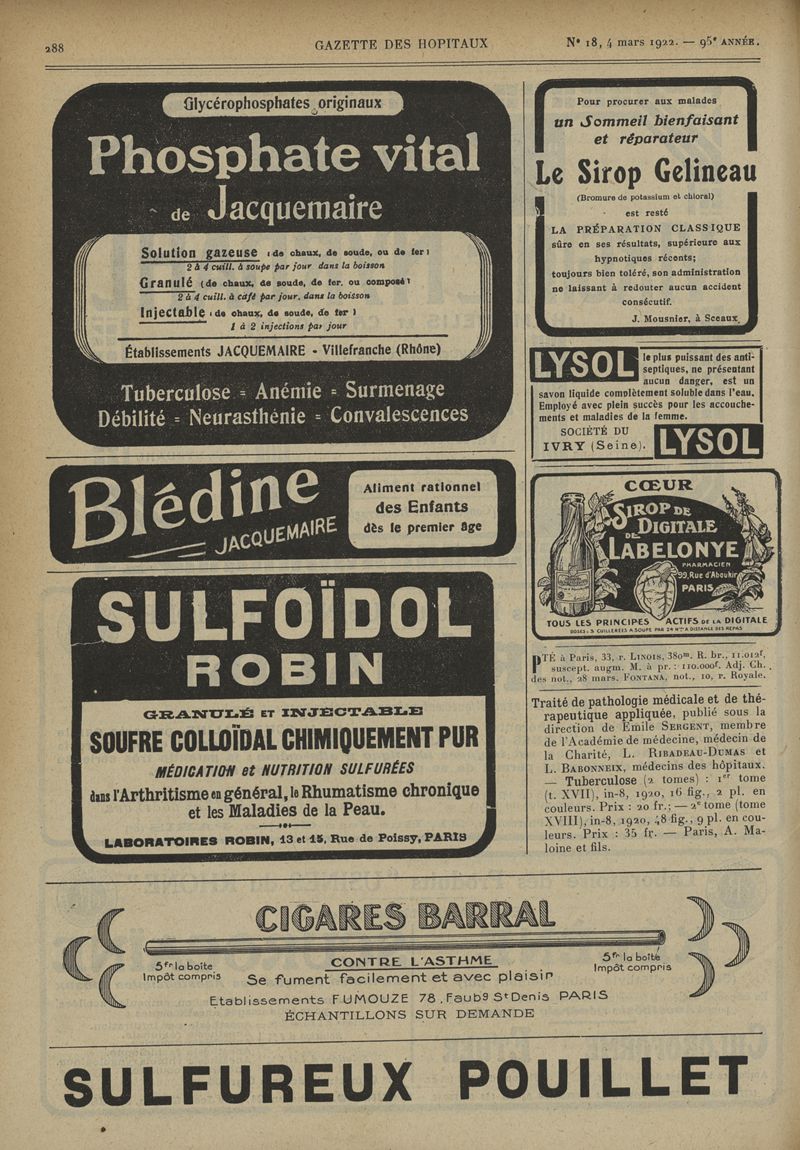 288
GAZETTE DES HOPITAUX
N° 18, 4 mars 1922. — 95e ANNÉE.
Glycérophosphates originaux
Phosphate vital
de Jacquemaire
Solution gazeuse (de chaux, de soude, ou de fer)
2 à 4 cuill. à soupe par jour dans la boisson
Granulé (de chaux, de soude, de fer, ou composé)
2 à 4 cuill. à café par jour, dans la boisson
Injectable (de chaux, de soude, de fer)
1 à 2 injections par jour
Établissements JACQUEMAIRE - Villefranche (Rhône)
Tuberculose = Anémie = Surmenage
Débilité = Neurasthénie = Convalescences
Blédine
JACQUEMAIRE
Aliment rationnel
des Enfants
dès le premier âge
SULFOÏDOL
ROBIN
GRANULÉ ET INJECTABLE
SOUFRE COLLOÏDAL CHIMIQUEMENT PUR
MÉDICATION et NUTRITION SULFURÉES
dans l'Arthritisme en général, le Rhumatisme chronique
et les Maladies de la Peau.
LABORATOIRES ROBIN, 13 et 15, Rue de Poissy, PARIS
Pour procurer aux malades
un Sommeil bienfaisant
et réparateur
Le Sirop Gelineau
(Bromure de potassium et chloral)
est resté
LA PRÉPARATION CLASSIQUE
sûre en ses résultats, supérieure aux
hypnotiques récents;
toujours bien toléré, son administration
ne laissant à redouter aucun accident
consécutif.
J. Mousnier, à Sceaux.
LYSOL le plus puissant des anti-
septiques, ne présentant
aucun danger, est un
savon liquide complètement soluble dans l'eau.
Employé avec plein succès pour les accouche-
ments et maladies de la femme.
SOCIÉTÉ DU
IVRY (Seine). LYSOL
CŒUR
SIROP DE
DIGITALE
DE
LABELONYE
PHARMACIEN
99, Rue d'Aboukir
PARIS
TOUS LES PRINCIPES ACTIFS DE LA DIGITALE
DOSES: 3 CUILLERÉES A SOUPE PAR 24 Hres A DISTANCE DES REPAS
PTÉ à Paris, 33, r. LINOIS, 380m. R. br., 11.012f,
suscept. augm. M. à pr. : 110.000f. Adj. Ch.
des not., 28 mars. FONTANA, not., 10, r. Royale.
Traité de pathologie médicale et de thé-
rapeutique appliquée, publié sous la
direction de Emile SERGENT, membre
de l'Académie de médecine, médecin de
la Charité, L. RIBADEAU-DUMAS et
L. BABONNEIX, médecins des hôpitaux.
— Tuberculose (2 tomes) : 1er tome
(t. XVII), in-8, 1920, 16 fig., 2 pl. en
couleurs. Prix : 20 fr.; — 2e tome (tome
XVIII), in-8, 1920, 48 fig., 9 pl. en cou-
leurs. Prix : 35 fr. — Paris, A. Ma-
loine et fils.
CIGARES BARRAL
5fr la boîte
Impôt compris
CONTRE L'ASTHME
Se fument facilement et avec plaisir
5fr la boîte
Impôt compris
Etablissements FUMOUZE 78, Faubg St Denis PARIS
ÉCHANTILLONS SUR DEMANDE
SULFUREUX POUILLET